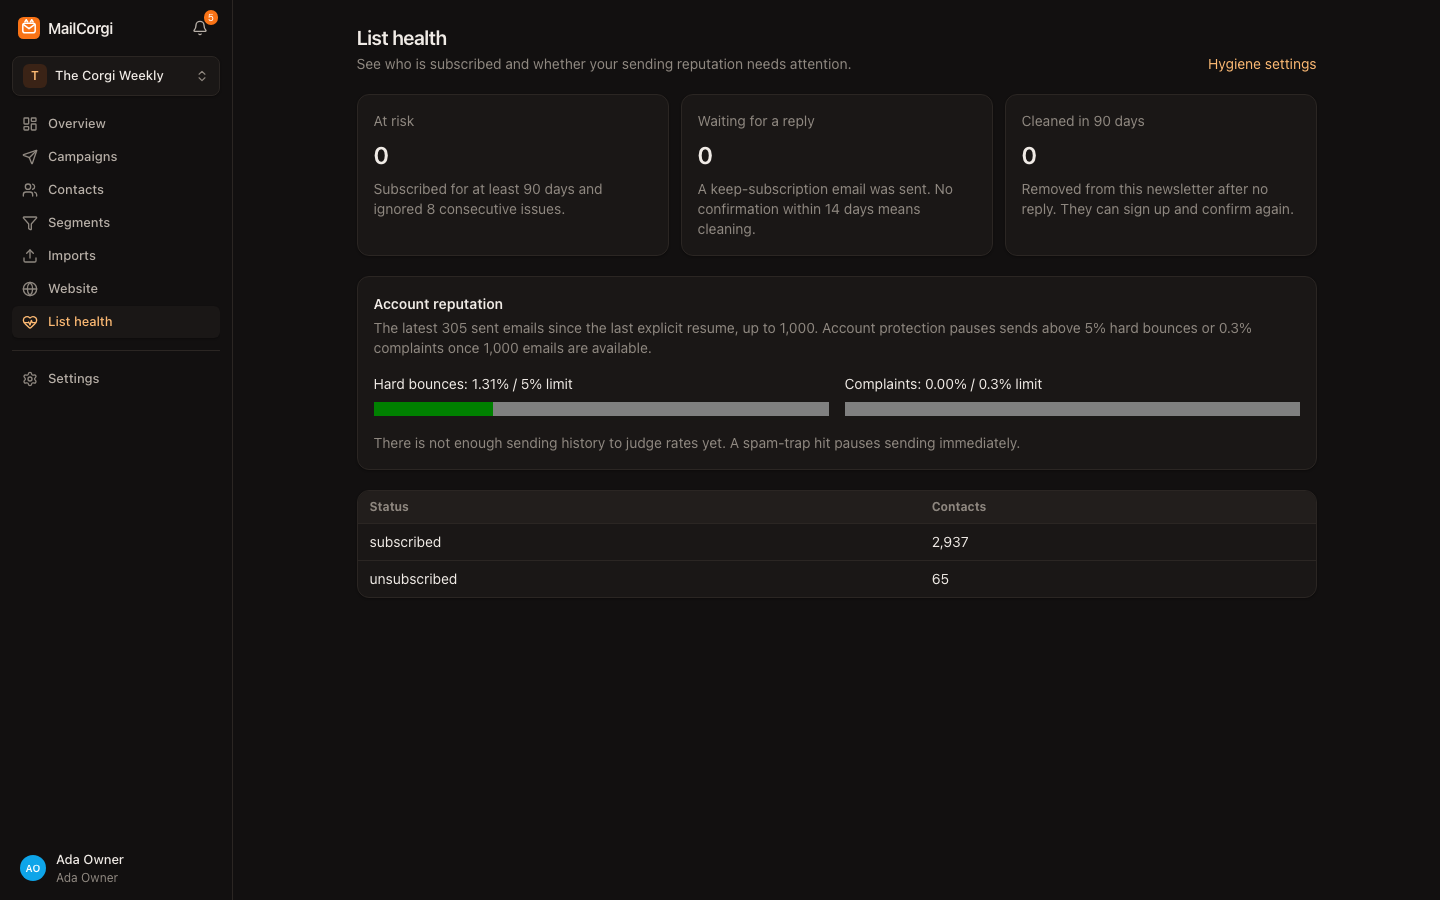 MailCorgi
5
T
The Corgi Weekly
Overview
Campaigns
Contacts
Segments
Imports
Website
List health
Settings
AO
Ada Owner
Ada Owner
List health
See who is subscribed and whether your sending reputation needs attention.
Hygiene settings
At risk
0
Subscribed for at least 90 days and
ignored 8 consecutive issues.
Waiting for a reply
0
A keep-subscription email was sent. No
confirmation within 14 days means
cleaning.
Cleaned in 90 days
0
Removed from this newsletter after no
reply. They can sign up and confirm again.
Account reputation
The latest 305 sent emails since the last explicit resume, up to 1,000. Account protection pauses sends above 5% hard bounces or 0.3%
complaints once 1,000 emails are available.
Hard bounces: 1.31% / 5% limit
Complaints: 0.00% / 0.3% limit
There is not enough sending history to judge rates yet. A spam-trap hit pauses sending immediately.
Status Contacts
subscribed 2,937
unsubscribed 65